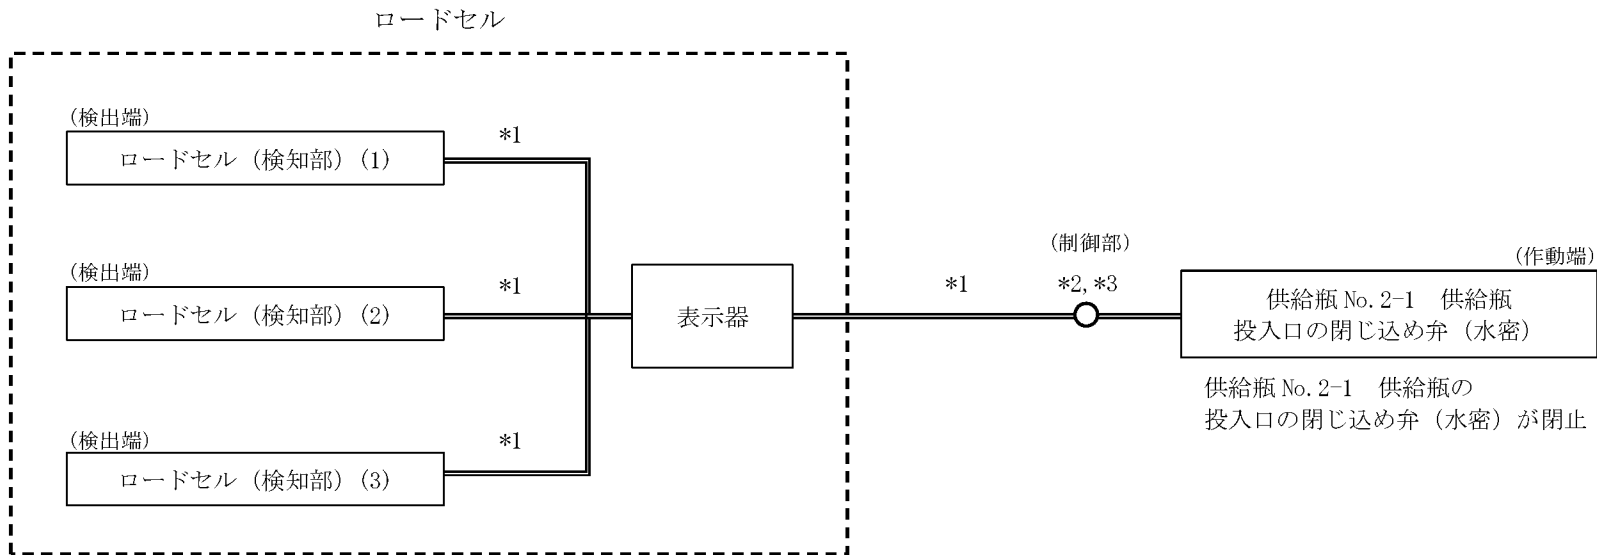 ロードセル
(検出端)
ロードセル（検知部）(1)
*1
(検出端)
ロードセル（検知部）(2)
*1
(検出端)
ロードセル（検知部）(3)
*1
表示器
*1
(制御部)
*2,*3
(作動端)
供給瓶 No.2-1　供給瓶
投入口の閉じ込め弁（水密）
供給瓶 No.2-1　供給瓶の
投入口の閉じ込め弁（水密）が閉止